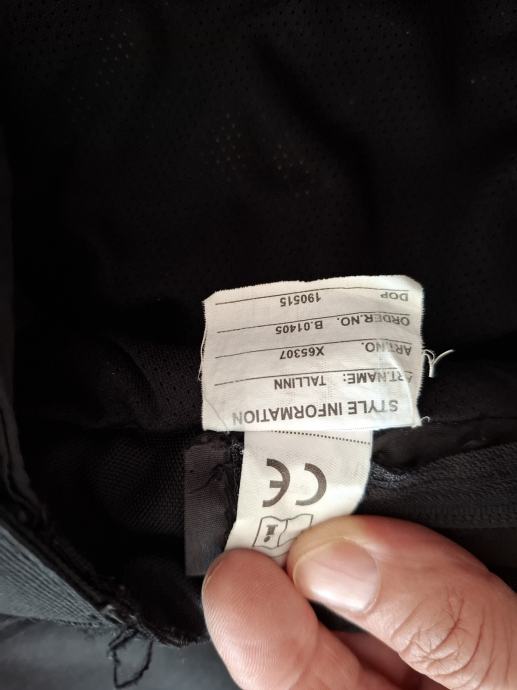 STYLE INFORMATION
ART.NAME: TALLINN
ART.NO. X65307
ORDER.NO. B.01405
DOP 190515
CE
i